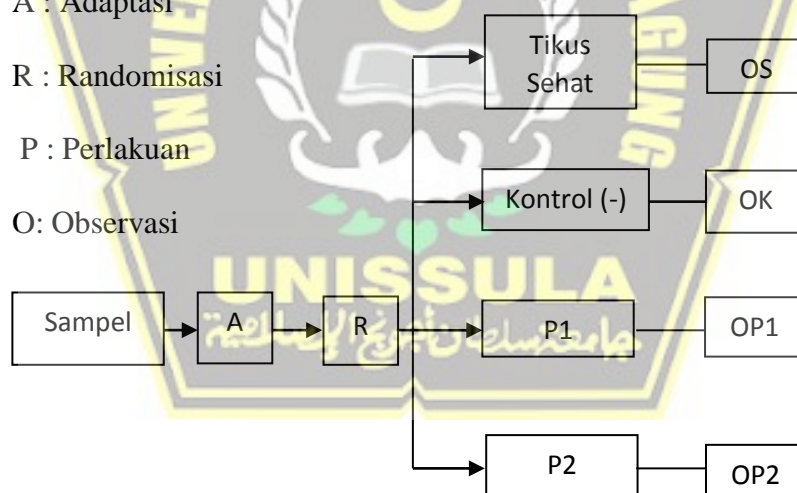 A : Adaptasi
R : Randomisasi
P : Perlakuan
O: Observasi
Tikus
Sehat
OS
Kontrol (-)
OK
UNISSULA
Sampel
A
R
P1
OP1
P2
OP2